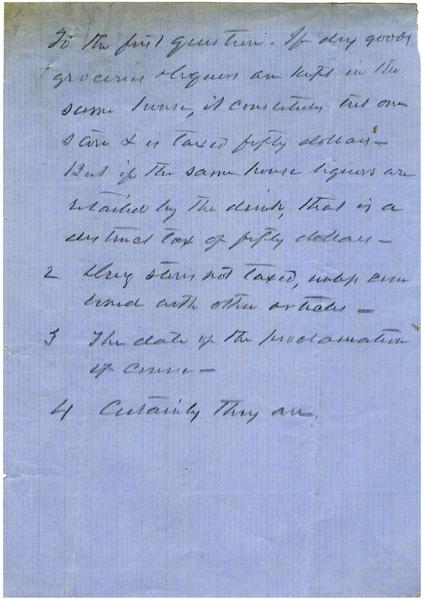 To the first question. If dry goods
groceries & liquors are kept in the
same house, it constitutes but one
store & is taxed fifty dollars –
But if the same house liquors are
retailed by the drink, that is a
distinct tax of fifty dollars –
2 Drug stores not taxed, unless com
bined with other articles –
3 The date of the proclamation
of course –
4 Certainly they are.